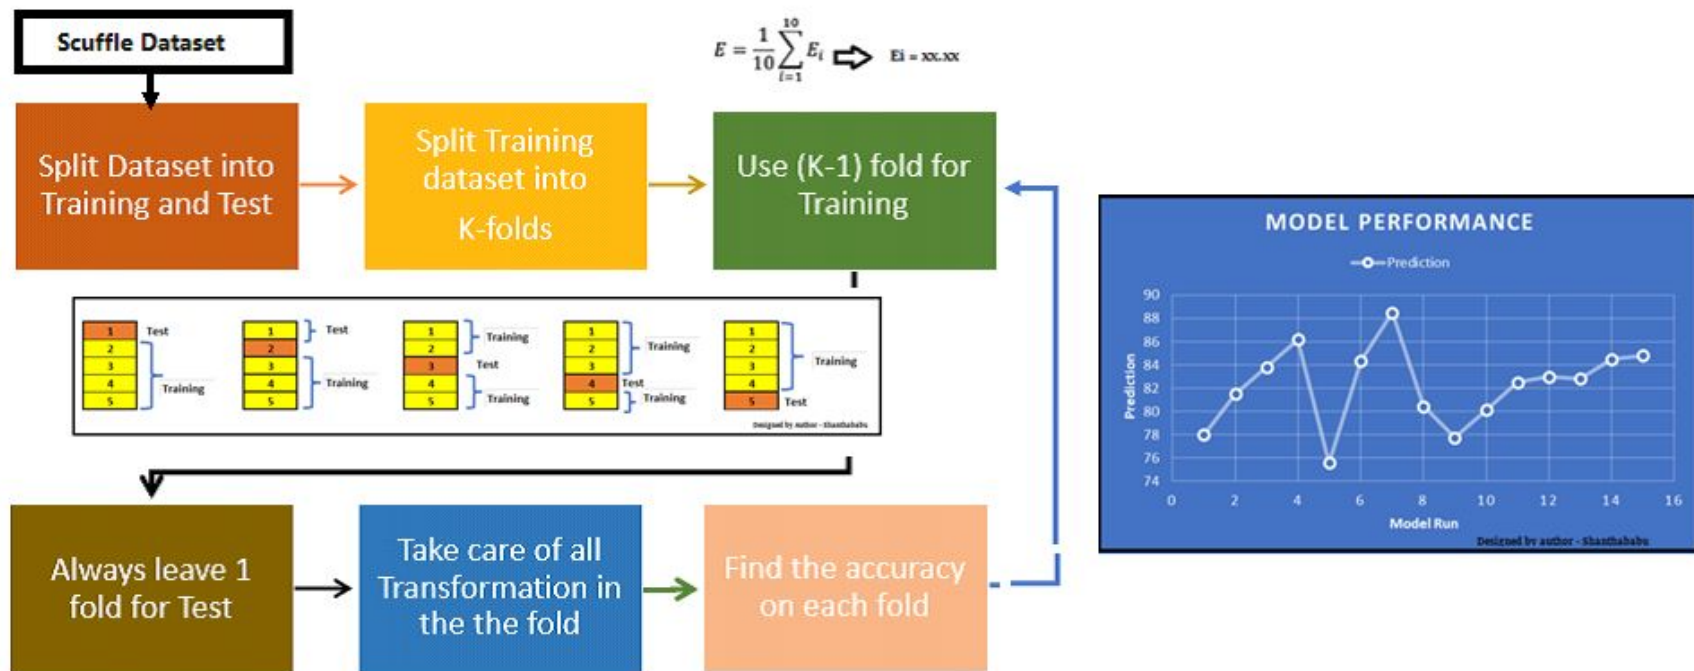 Scuffle Dataset
E = 1/10 10∑i=1 Ei ⇨ Ei = xx.xx
Split Dataset into
Training and Test
Split Training
dataset into
K-folds
Use (K-1) fold for
Training
1 Test
2
3
4 Training
5
1 Test
2
3
4 Training
5
1
2 Training
3 Test
4
5 Training
1
2 Training
3
4 Test
5 Training
1
2
3 Training
4
5 Test
Designed by author - Shanthababu
Always leave 1
fold for Test
Take care of all
Transformation in
the the fold
Find the accuracy
on each fold
MODEL PERFORMANCE
Prediction
90
88
86
84
82
80
78
76
74
Prediction
0 2 4 6 8 10 12 14 16
Model Run
Designed by author - Shanthababu